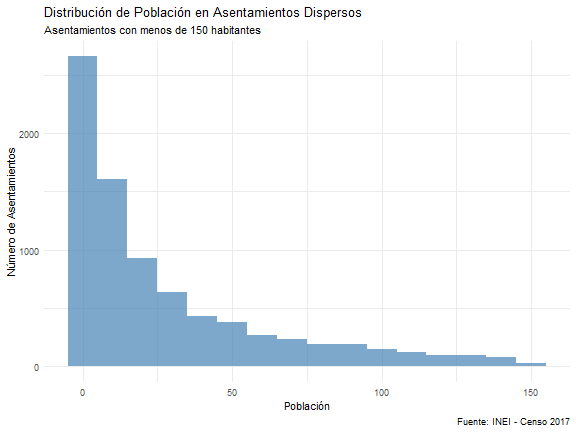 Distribución de Población en Asentamientos Dispersos
Asentamientos con menos de 150 habitantes
Número de Asentamientos
2000
1000
0
0
50
100
150
Población
Fuente: INEI - Censo 2017